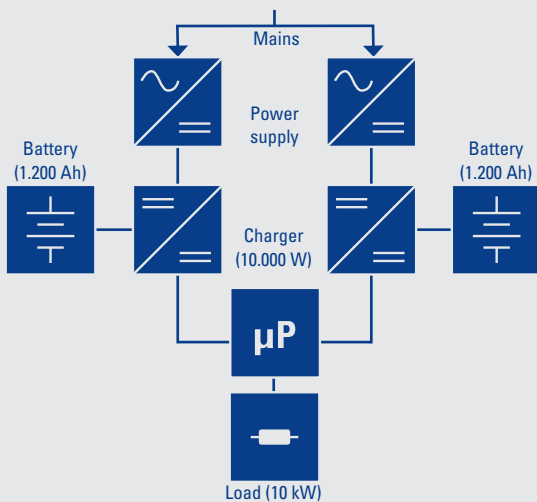 Mains
Power
supply
Battery
(1.200 Ah)
Battery
(1.200 Ah)
Charger
(10.000 W)
µP
Load (10 kW)